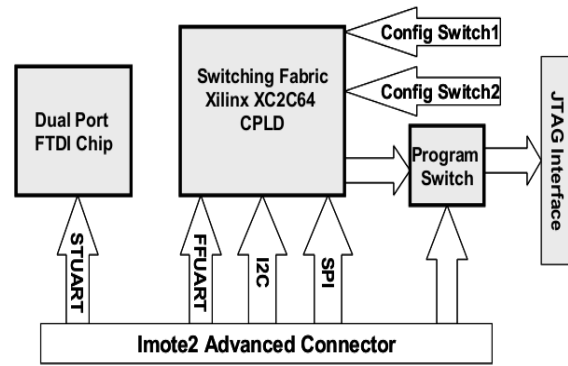 Config Switch1
Switching Fabric
Xilinx XC2C64
CPLD
Config Switch2
Dual Port
FTDI Chip
Program
Switch
JTAG Interface
STUART
FFUART
I2C
SPI
Imote2 Advanced Connector